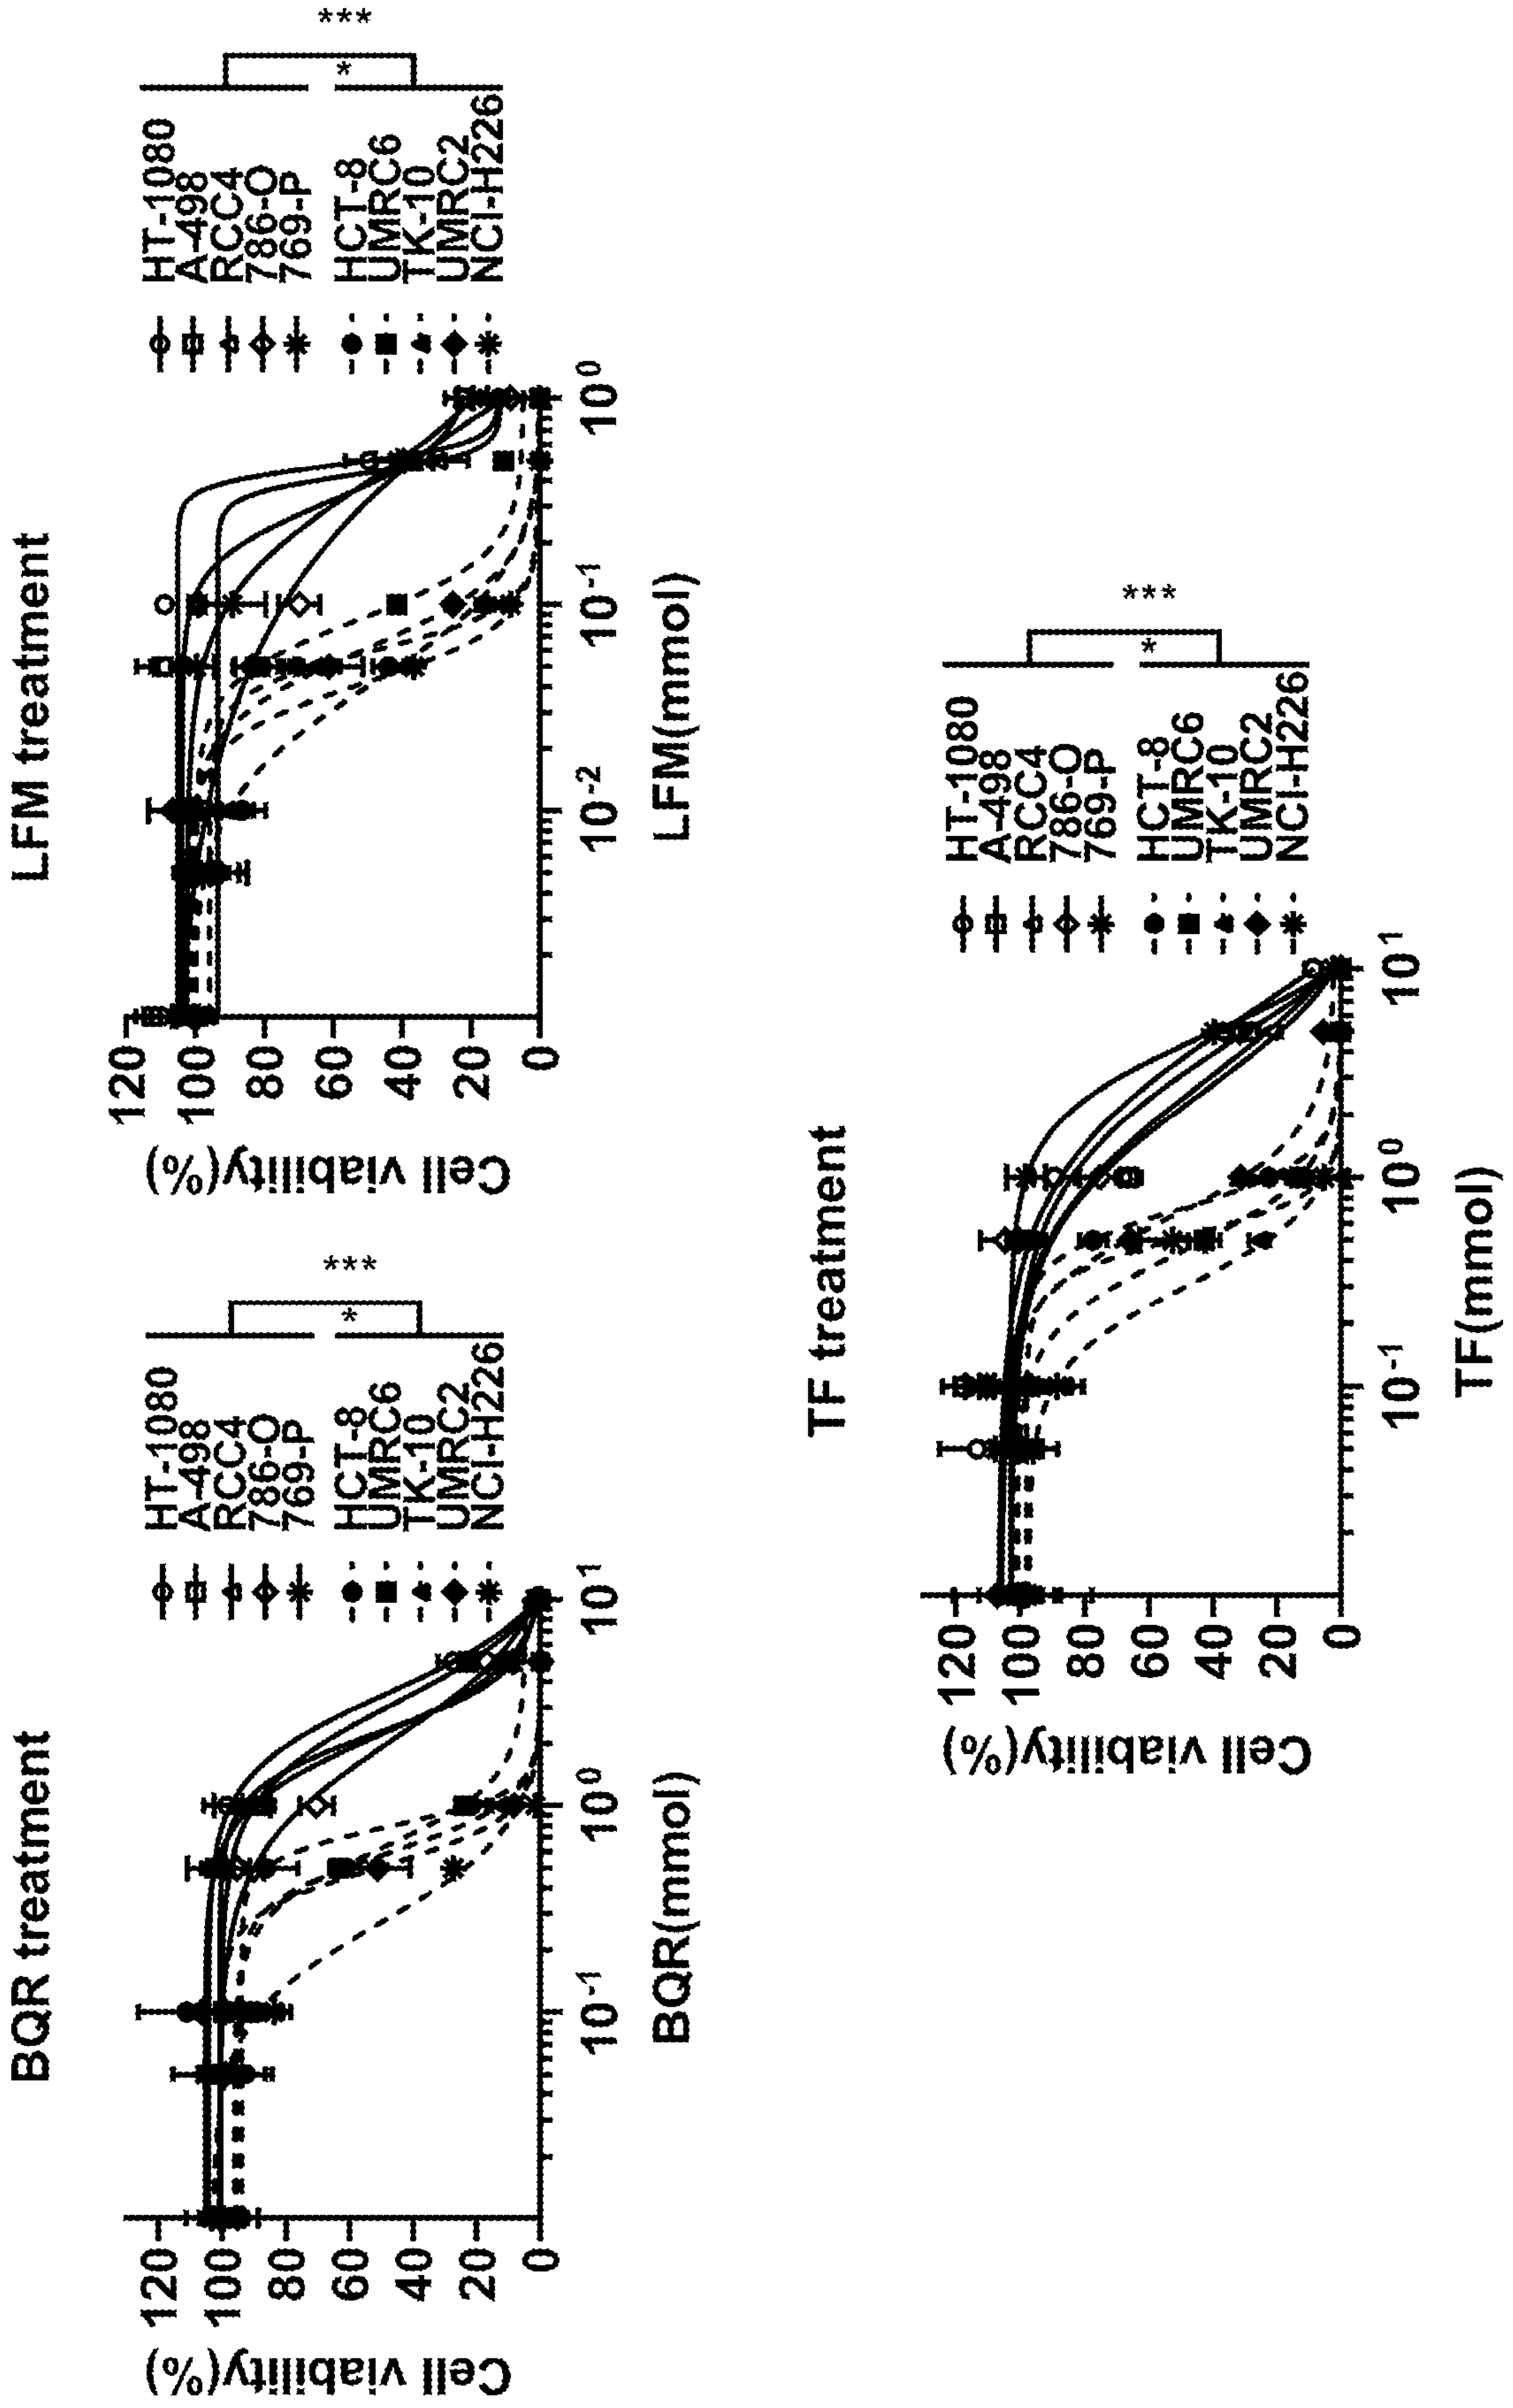 BQR treatment
Cell viability(%)
120
100
80
60
40
20
0
10-1
100
101
BQR(mmol)
HT-1080
A-498
RCC4
786-O
769-P
HCT-8
UMRC6
TK-10
UMRC2
NCI-H226
*
***
LFM treatment
Cell viability(%)
120
100
80
60
40
20
0
10-2
10-1
100
LFM(mmol)
HT-1080
A-498
RCC4
786-O
769-P
HCT-8
UMRC6
TK-10
UMRC2
NCI-H226
*
***
TF treatment
Cell viability(%)
120
100
80
60
40
20
0
10-1
100
101
TF(mmol)
HT-1080
A-498
RCC4
786-O
769-P
HCT-8
UMRC6
TK-10
UMRC2
NCI-H226
*
***